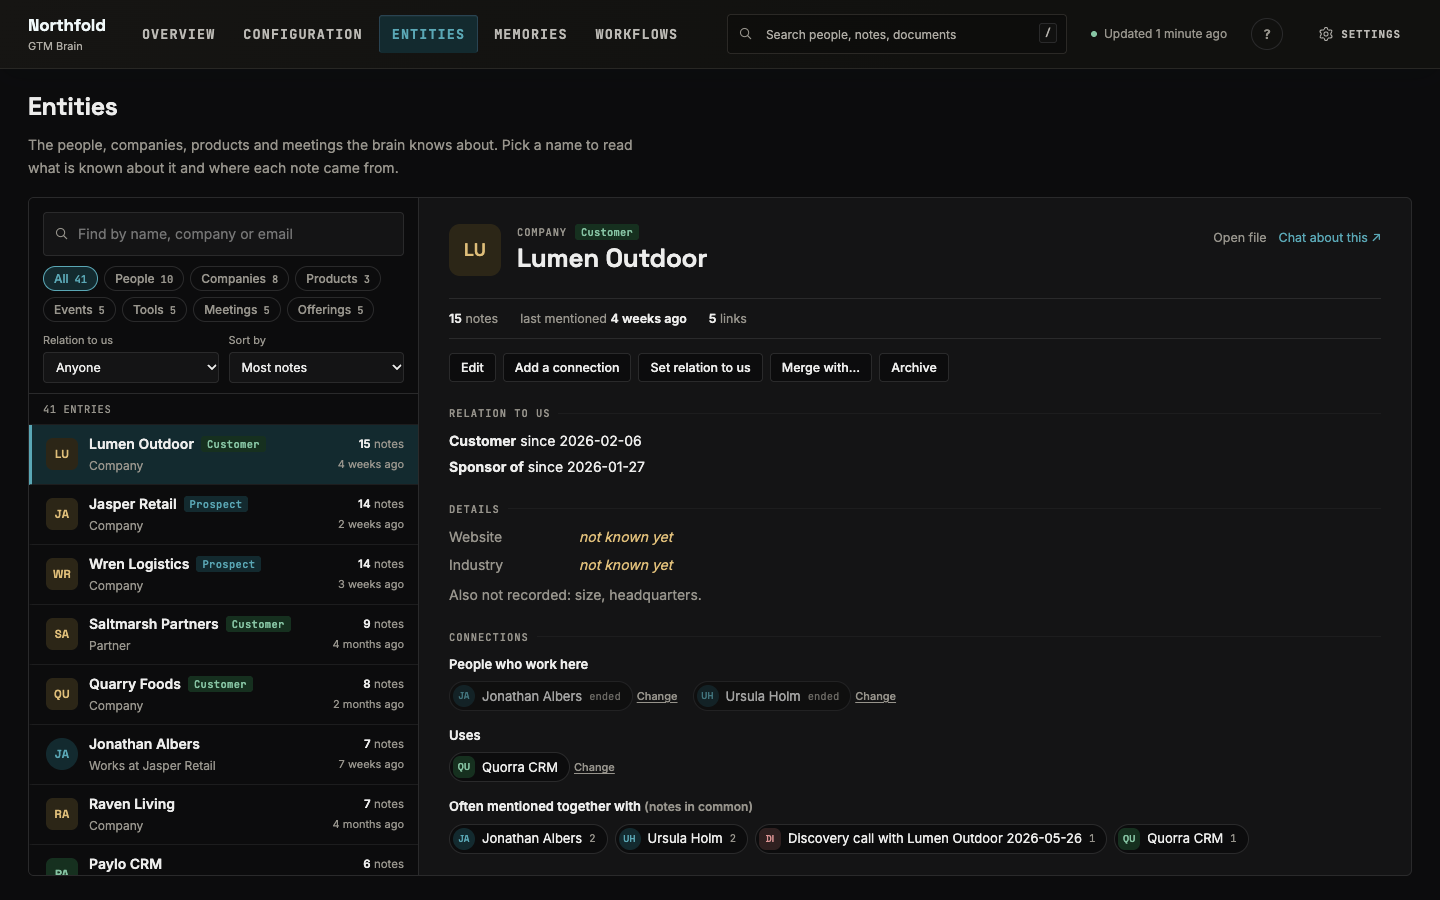 Northfold
GTM Brain
OVERVIEW CONFIGURATION ENTITIES MEMORIES WORKFLOWS
Search people, notes, documents /
Updated 1 minute ago
?
SETTINGS
Entities
The people, companies, products and meetings the brain knows about. Pick a name to read
what is known about it and where each note came from.
Find by name, company or email
All 41 People 10 Companies 8 Products 3
Events 5 Tools 5 Meetings 5 Offerings 5
Relation to us Sort by
Anyone Most notes
41 ENTRIES
LU Lumen Outdoor Customer 15 notes
Company 4 weeks ago
JA Jasper Retail Prospect 14 notes
Company 2 weeks ago
WR Wren Logistics Prospect 14 notes
Company 3 weeks ago
SA Saltmarsh Partners Customer 9 notes
Partner 4 months ago
QU Quarry Foods Customer 8 notes
Company 2 months ago
JA Jonathan Albers 7 notes
Works at Jasper Retail 7 weeks ago
RA Raven Living 7 notes
Company 4 months ago
PA Paylo CRM 6 notes
LU
COMPANY Customer
Lumen Outdoor
Open file Chat about this ↗
15 notes last mentioned 4 weeks ago 5 links
Edit Add a connection Set relation to us Merge with... Archive
RELATION TO US
Customer since 2026-02-06
Sponsor of since 2026-01-27
DETAILS
Website not known yet
Industry not known yet
Also not recorded: size, headquarters.
CONNECTIONS
People who work here
JA Jonathan Albers ended Change UH Ursula Holm ended Change
Uses
QU Quorra CRM Change
Often mentioned together with (notes in common)
JA Jonathan Albers 2 UH Ursula Holm 2 DI Discovery call with Lumen Outdoor 2026-05-26 1 QU Quorra CRM 1